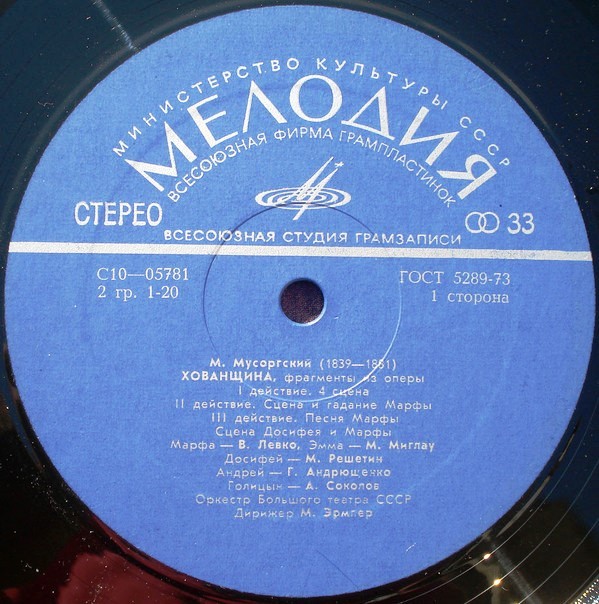 МИНИСТЕРСТВО КУЛЬТУРЫ СССР
МЕЛОДИЯ
ВСЕСОЮЗНАЯ ФИРМА ГРАМПЛАСТИНОК
СТЕРЕО
33
ВСЕСОЮЗНАЯ СТУДИЯ ГРАМЗАПИСИ
С10—05781
ГОСТ 5289-73
2 гр. 1-20
1 сторона
М. Мусоргский (1839—1881)
ХОВАНЩИНА, фрагменты из оперы
I действие. 4 сцена
II действие. Сцена и гадание Марфы
III действие. Песня Марфы
Сцена Досифея и Марфы
Марфа — В. Левко, Эмма — М. Миглау
Досифей — М. Решетин
Андрей — Г. Андрющенко
Голицын — А. Соколов
Оркестр Большого театра СССР
Дирижер М. Эрмлер